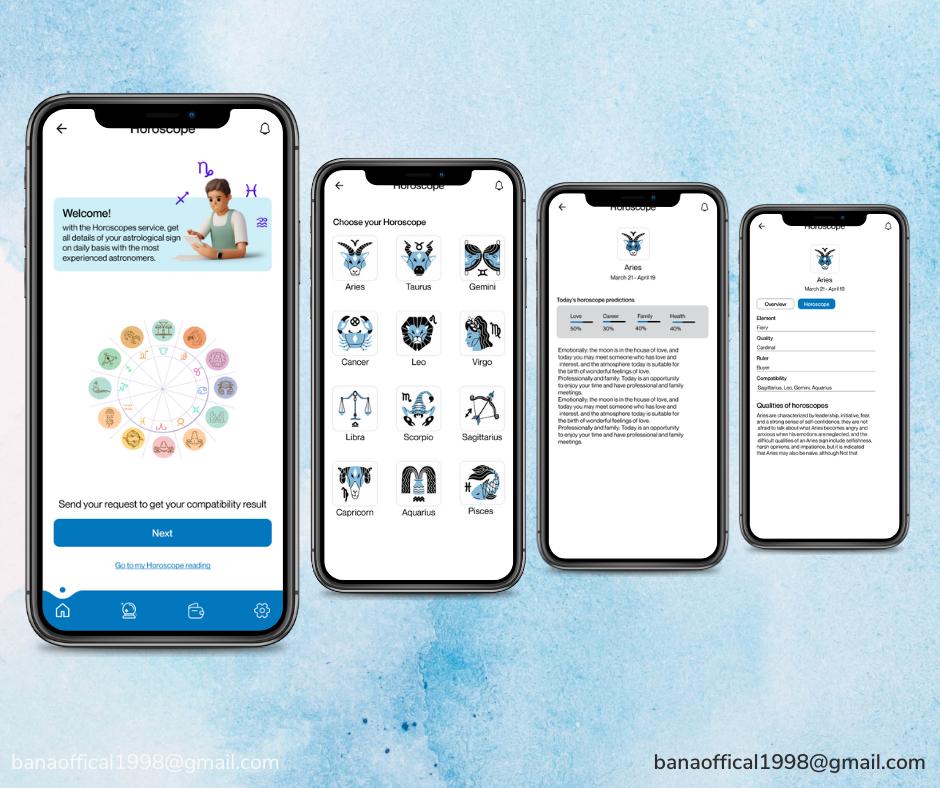 Horoscope
Welcome!
with the Horoscopes service, get
all details of your astrological sign
on daily basis with the most
experienced astronomers.
Send your request to get your compatibility result
Next
Go to my Horoscope reading
Horoscope
Choose your Horoscope
Aries Taurus Gemini
Cancer Leo Virgo
Libra Scorpio Sagittarius
Capricorn Aquarius Pisces
Horoscope
Aries
March 21 - April 19
Today's horoscope predictions
Love Career Family Health
50% 30% 40% 40%
Emotionally, the moon is in the house of love, and
today you may meet someone who has love and
interest, and the atmosphere today is suitable for
the birth of wonderful feelings of love.
Professionally and family: Today is an opportunity
to enjoy your time and have professional and family
meetings.
Emotionally, the moon is in the house of love, and
today you may meet someone who has love and
interest, and the atmosphere today is suitable for
the birth of wonderful feelings of love.
Professionally and family: Today is an opportunity
to enjoy your time and have professional and family
meetings.
Horoscope
Aries
March 21 - April 19
Overview Horoscope
Element
Fiery
Quality
Cardinal
Ruler
Buyer
Compatibility
Sagittarius, Leo, Gemini, Aquarius
Qualities of horoscopes
Aries are characterized by leadership, initiative, fear,
and a strong sense of self-confidence, they are not
afraid to talk about what Aries becomes angry and
anxious when his emotions are neglected, and the
difficult qualities of an Aries sign include selfishness,
harsh opinions, and impatience, but it is indicated
that Aries may also be naive, although Not that
banaoffical1998@gmail.com
banaoffical1998@gmail.com